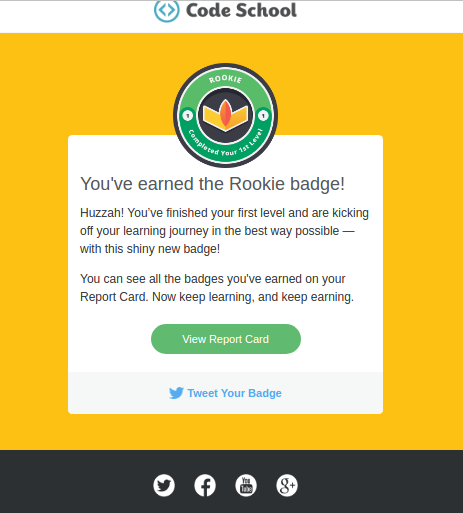 Code School
ROOKIE
1 1
Completed Your 1st Level
You've earned the Rookie badge!
Huzzah! You've finished your first level and are kicking
off your learning journey in the best way possible —
with this shiny new badge!
You can see all the badges you've earned on your
Report Card. Now keep learning, and keep earning.
View Report Card
Tweet Your Badge
You
Tube
g+